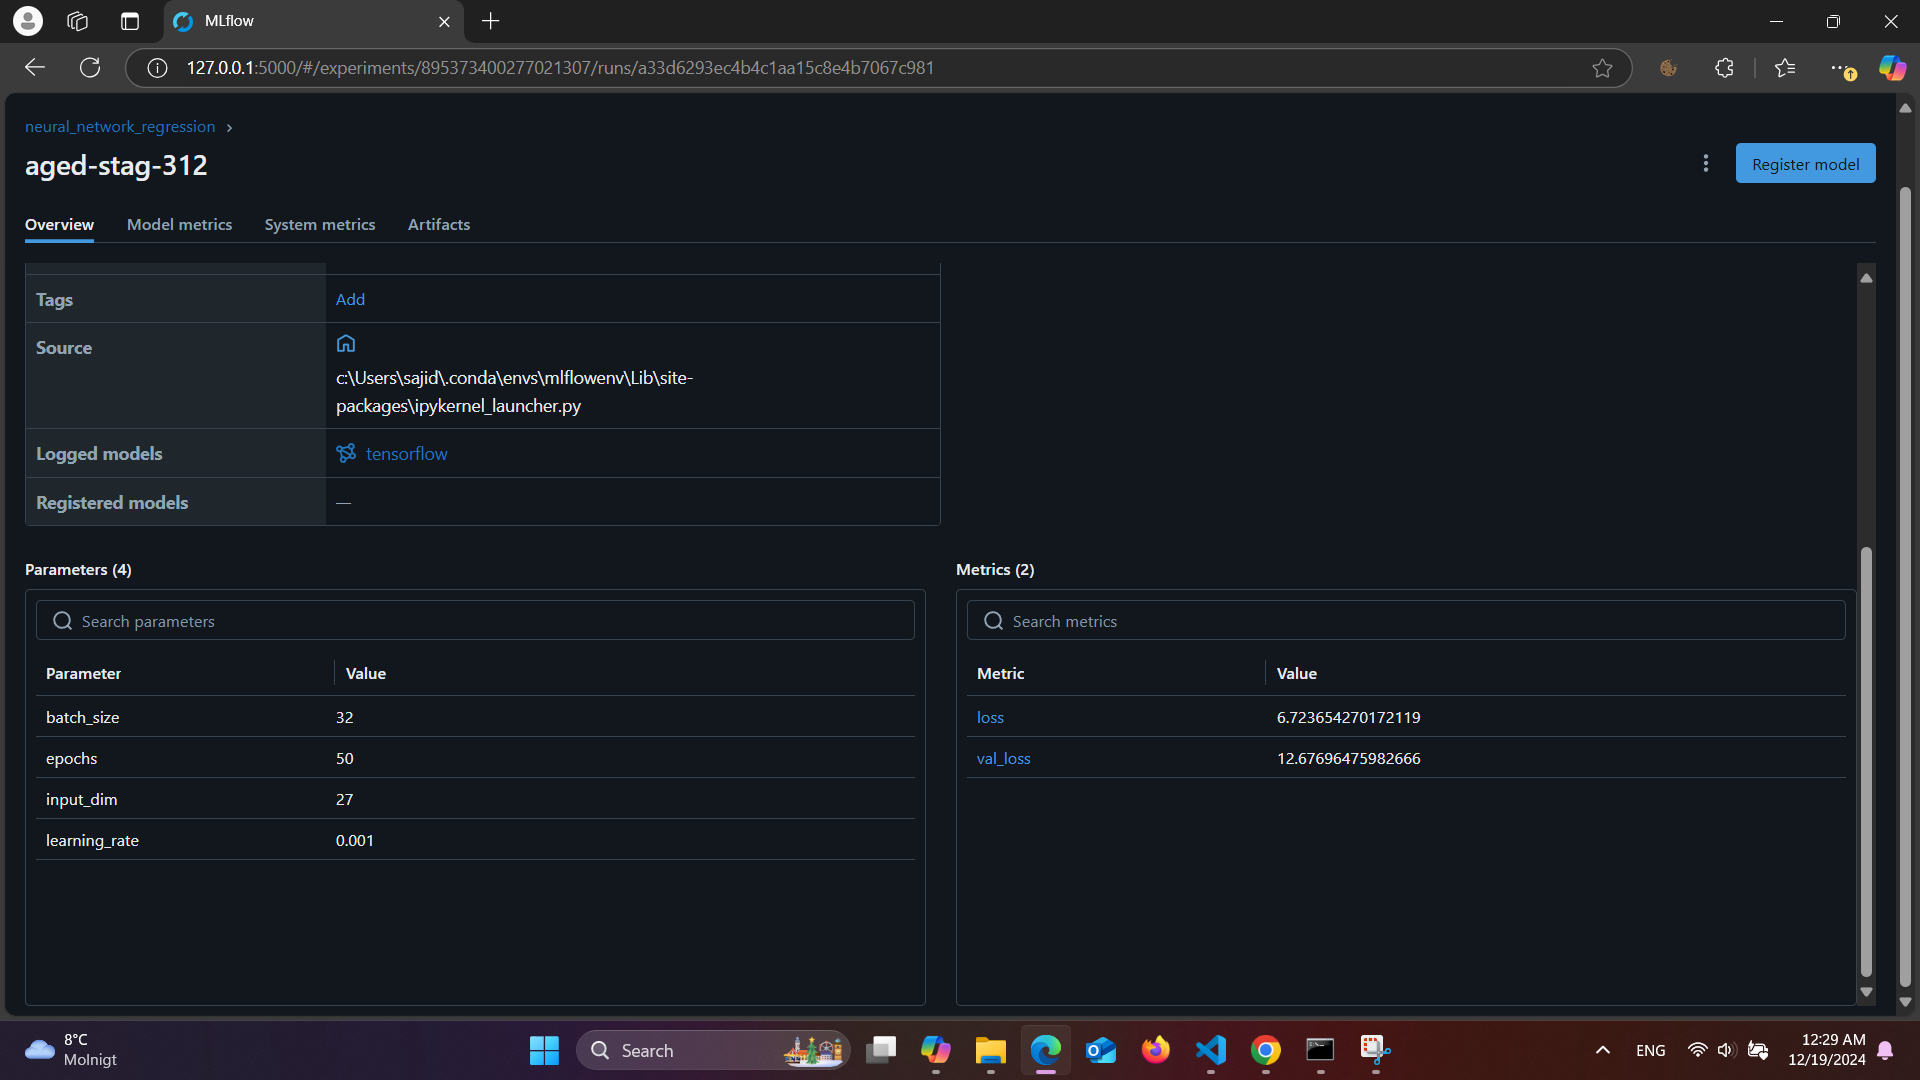 MLflow
127.0.0.1:5000/#/experiments/895373400277021307/runs/a33d6293ec4b4c1aa15c8e4b7067c981
neural_network_regression
aged-stag-312
Register model
Overview Model metrics System metrics Artifacts
Tags Add
Source
c:\Users\sajid\.conda\envs\mlflowenv\Lib\site-
packages\ipykernel_launcher.py
Logged models tensorflow
Registered models —
Parameters (4)
Search parameters
Parameter Value
batch_size 32
epochs 50
input_dim 27
learning_rate 0.001
Metrics (2)
Search metrics
Metric Value
loss 6.723654270172119
val_loss 12.67696475982666
8°C
Molnigt
Search
ENG
12:29 AM
12/19/2024